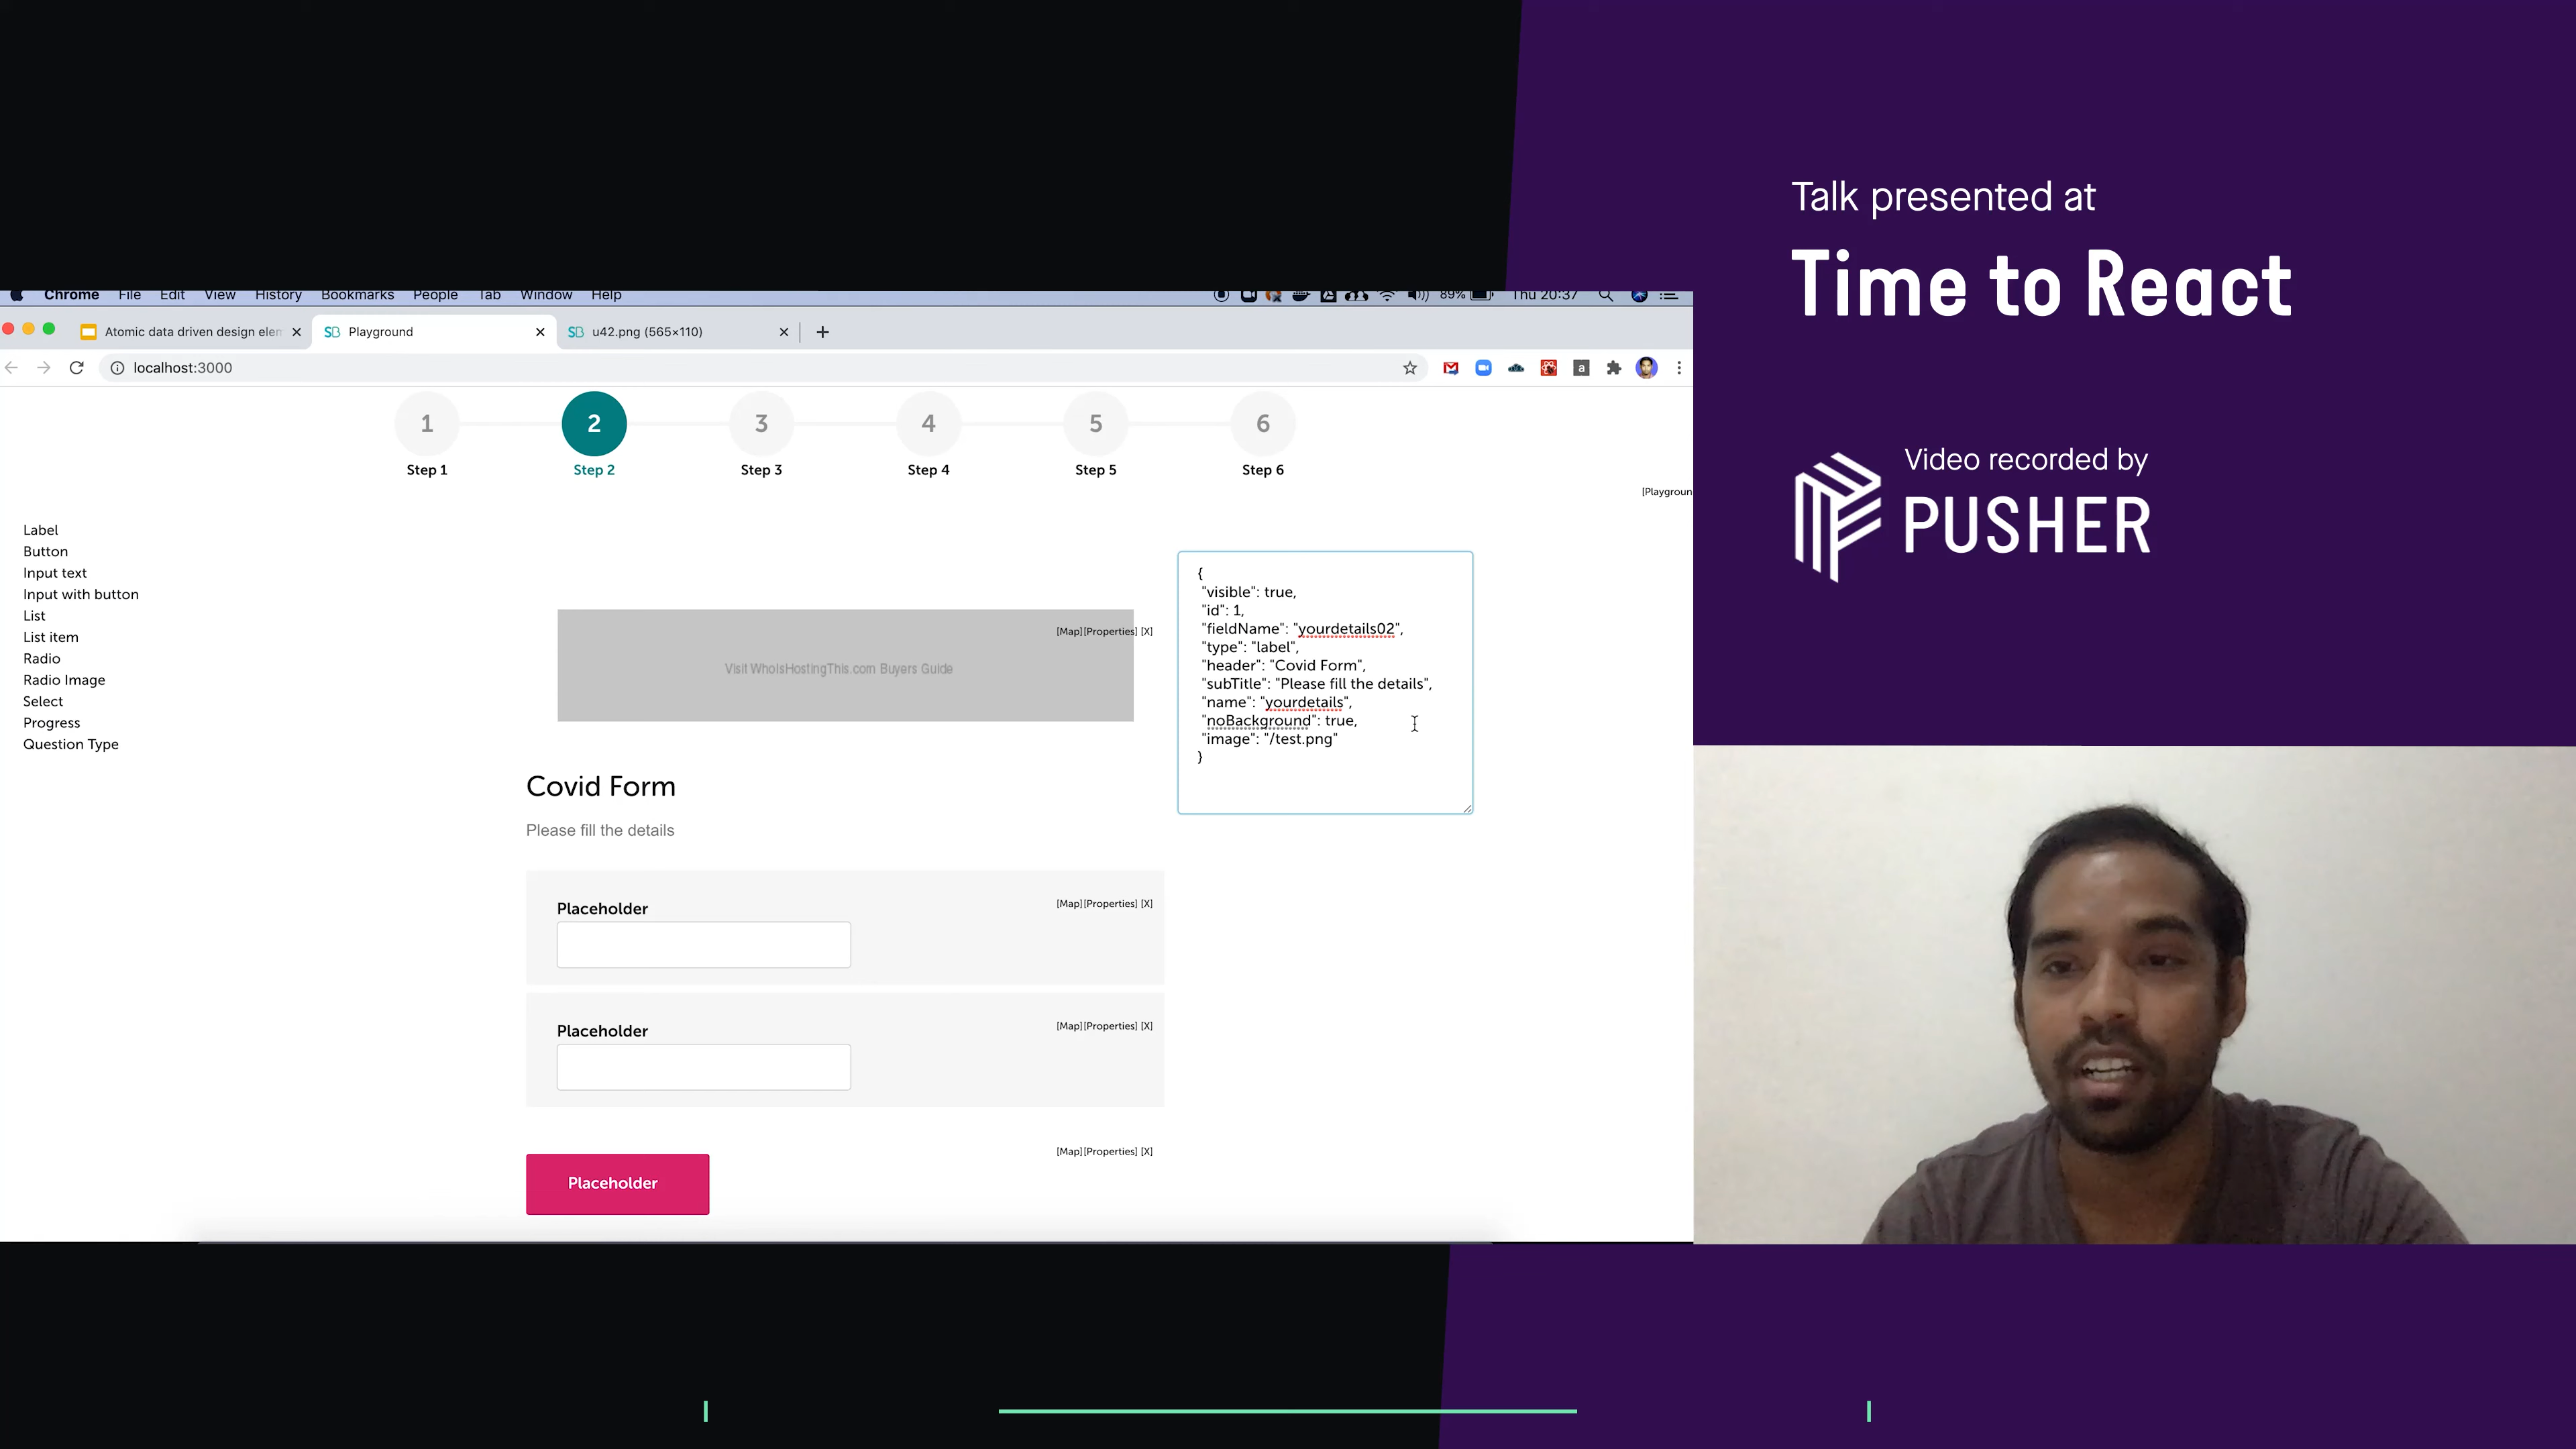 Talk presented at
Time to React
Video recorded by
PUSHER
Chrome File Edit View History Bookmarks People Tab Window Help 89% Thu 20:37
Atomic data driven design elem
Playground
u42.png (565×110)
localhost:3000
1 2 3 4 5 6
Step 1 Step 2 Step 3 Step 4 Step 5 Step 6
[Playgroun
Label
Button
Input text
Input with button
List
List item
Radio
Radio Image
Select
Progress
Question Type
[Map][Properties] [X]
Visit WhoIsHostingThis.com Buyers Guide
Covid Form
Please fill the details
Placeholder
[Map][Properties] [X]
Placeholder
[Map][Properties] [X]
[Map][Properties] [X]
Placeholder
{
"visible": true,
"id": 1,
"fieldName": "yourdetails02",
"type": "label",
"header": "Covid Form",
"subTitle": "Please fill the details",
"name": "yourdetails",
"noBackground": true,
"image": "/test.png"
}